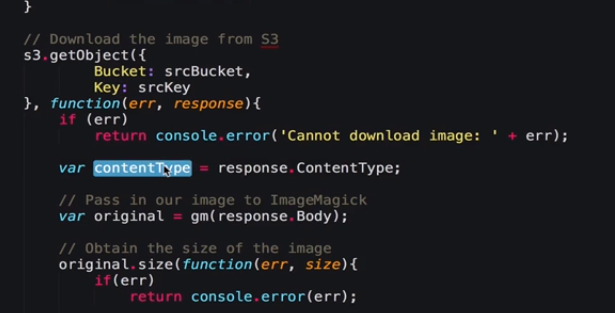 }
// Download the image from S3
s3.getObject({
Bucket: srcBucket,
Key: srcKey
}, function(err, response){
if (err)
return console.error('Cannot download image: ' + err);
var contentType = response.ContentType;
// Pass in our image to ImageMagick
var original = gm(response.Body);
// Obtain the size of the image
original.size(function(err, size){
if(err)
return console.error(err);